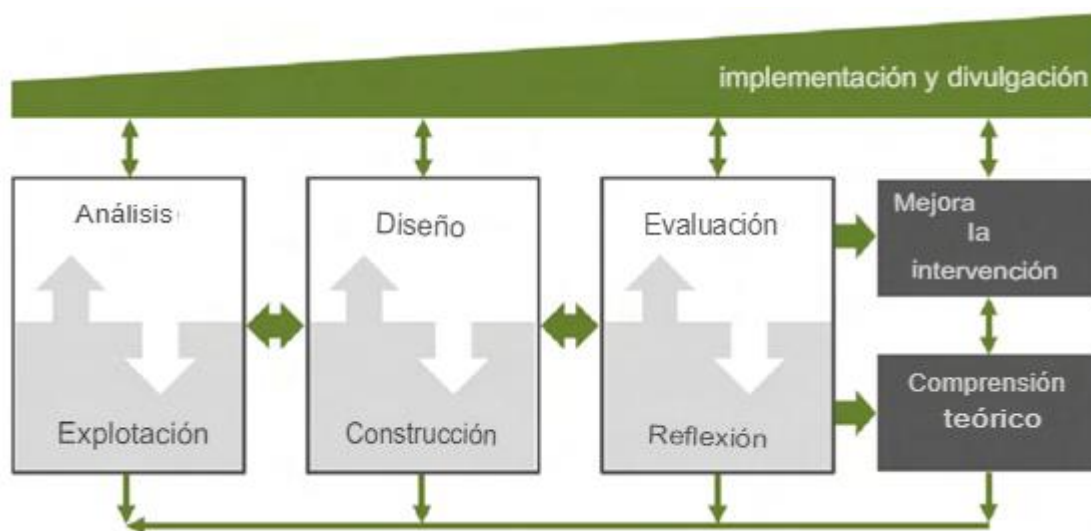 implementación y divulgación
Análisis
Diseño
Evaluación
Mejora
la
intervención
Explotación
Construcción
Reflexión
Comprensión
teórico